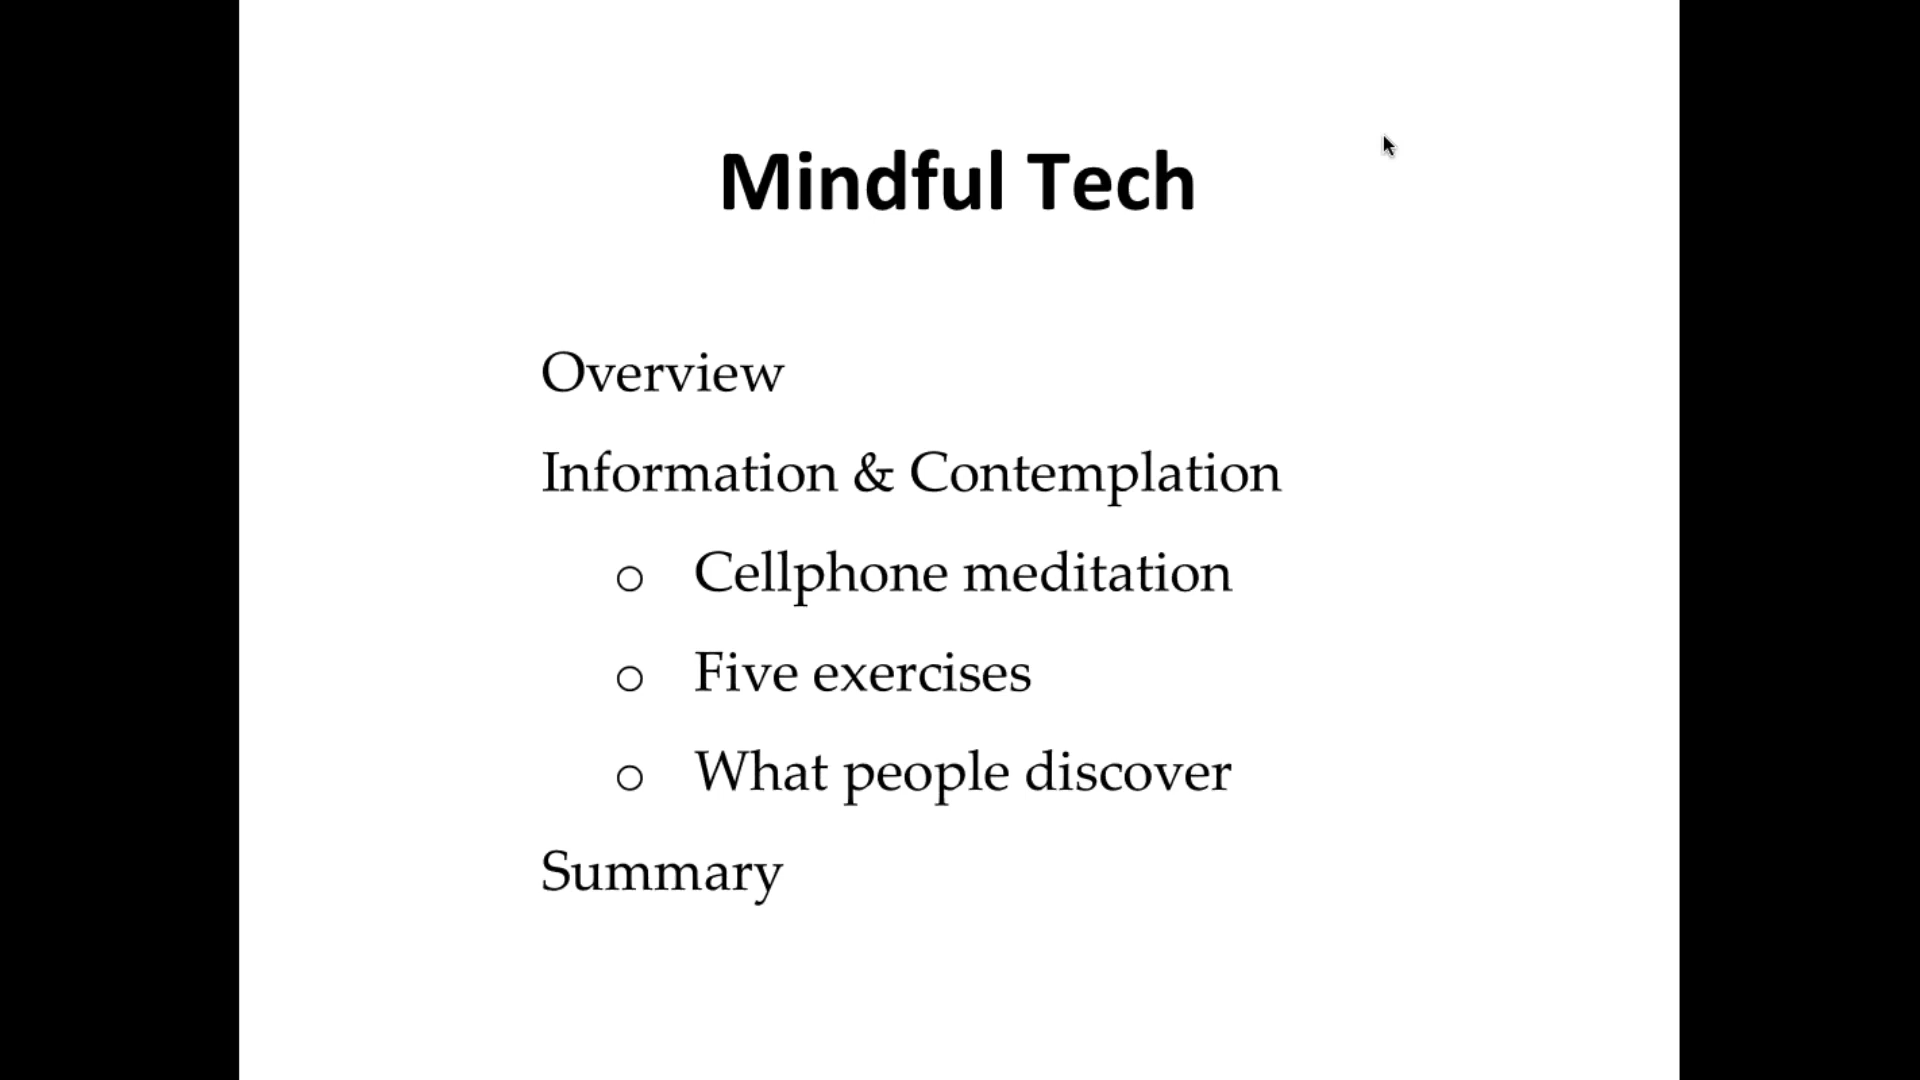 Mindful Tech
Overview
Information & Contemplation
o Cellphone meditation
o Five exercises
o What people discover
Summary